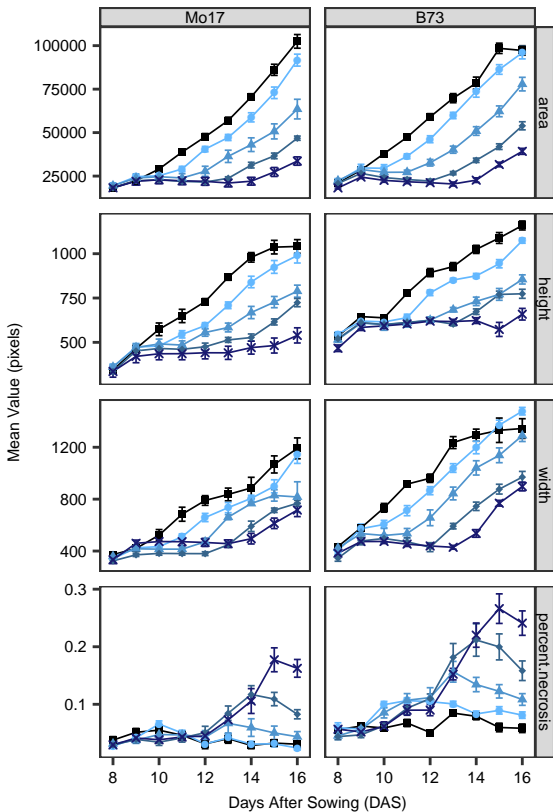 Mo17 B73
100000
75000
50000
25000
area
1000
750
500
height
1200
800
400
width
0.3
0.2
0.1
percent.necrosis
Mean Value (pixels)
8 10 12 14 16 8 10 12 14 16
Days After Sowing (DAS)